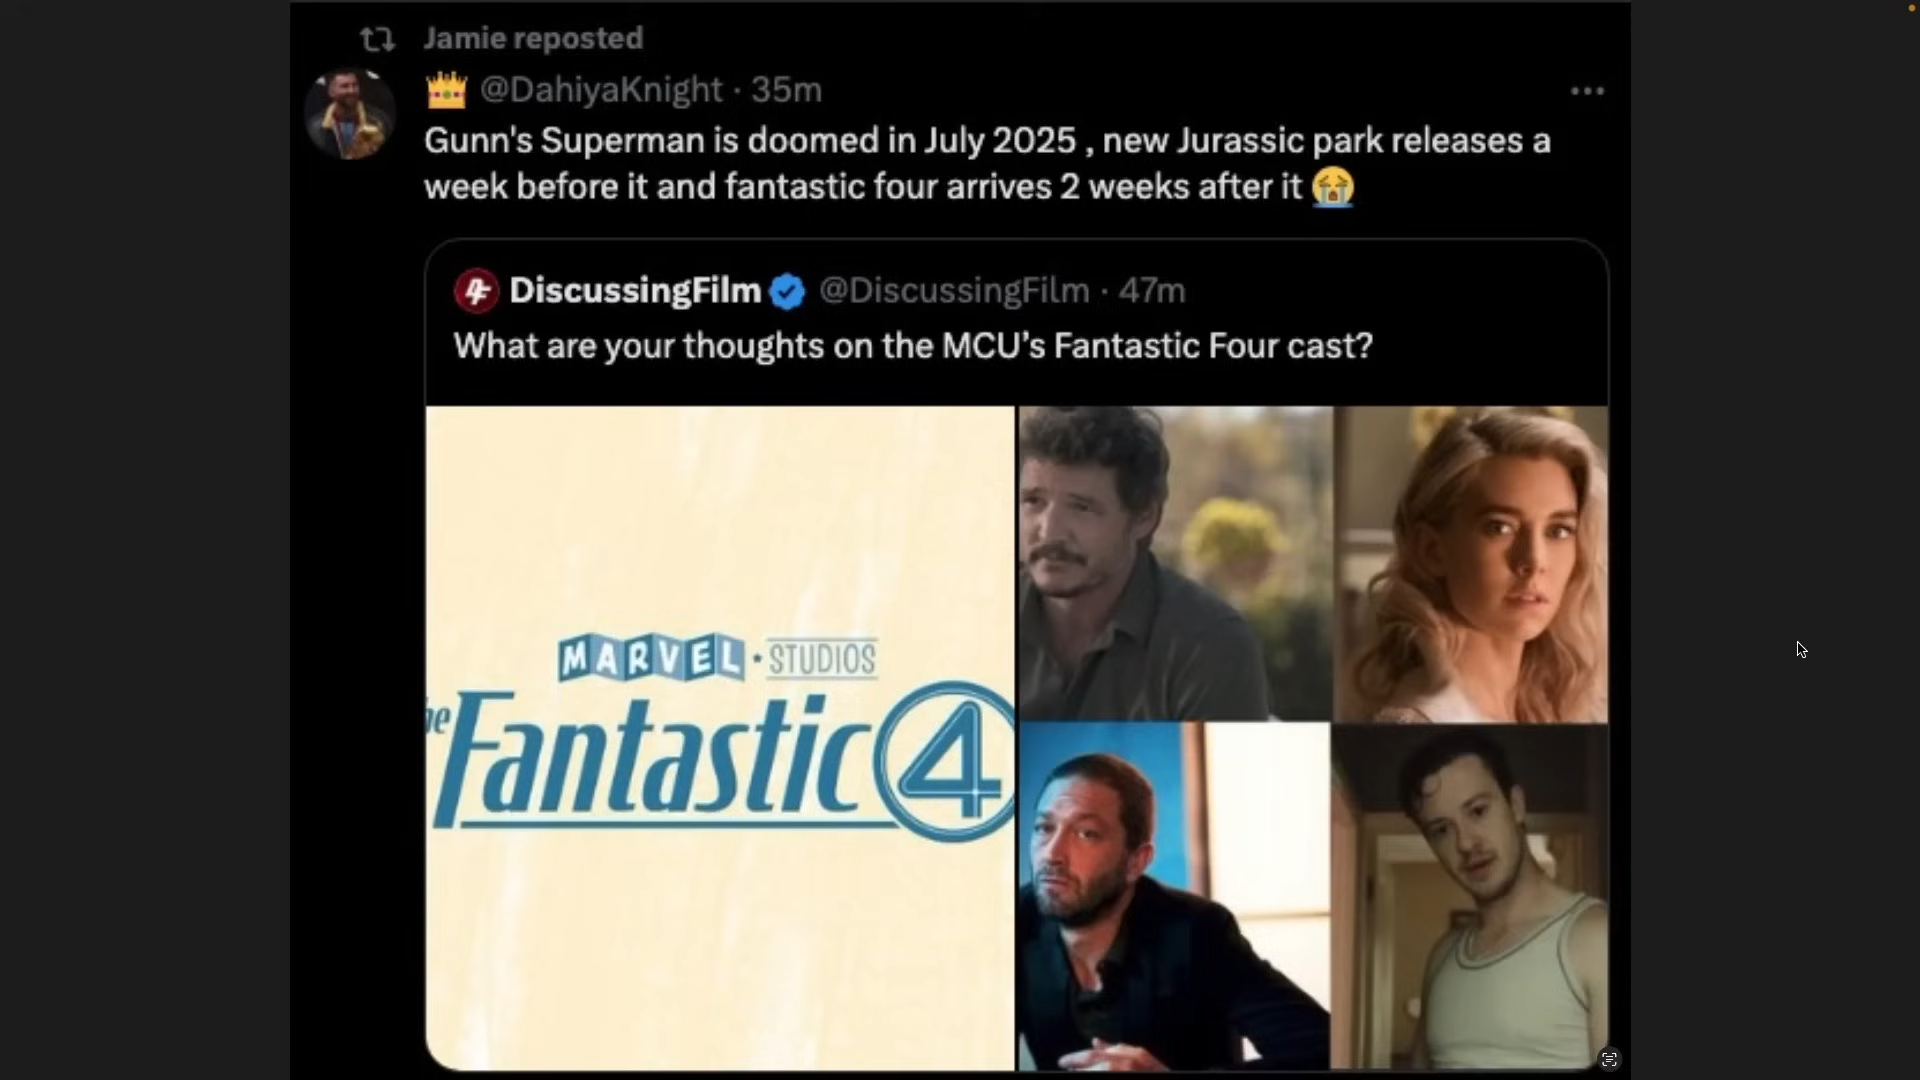 Jamie reposted
👑 @DahiyaKnight · 35m
Gunn's Superman is doomed in July 2025 , new Jurassic park releases a
week before it and fantastic four arrives 2 weeks after it 😭
DiscussingFilm @DiscussingFilm · 47m
What are your thoughts on the MCU’s Fantastic Four cast?
MARVEL STUDIOS
he
Fantastic 4